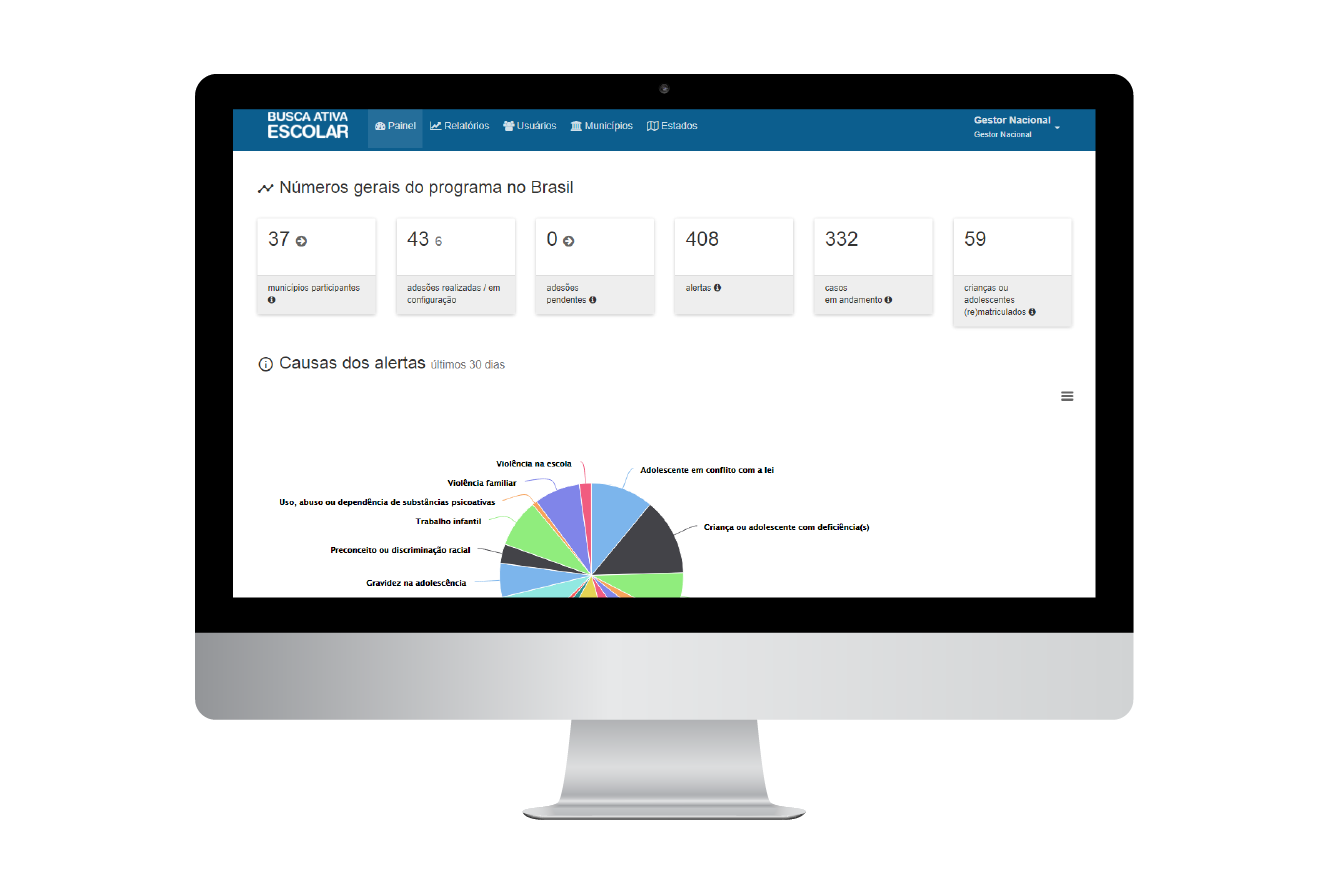 BUSCA ATIVA
ESCOLAR
Painel
Relatórios
Usuários
Municípios
Estados
Gestor Nacional
Gestor Nacional
Números gerais do programa no Brasil
37
municípios participantes
43 6
adesões realizadas / em
configuração
0
adesões
pendentes
408
alertas
332
casos
em andamento
59
crianças ou
adolescentes
(re)matriculados
Causas dos alertas últimos 30 dias
Violência na escola
Adolescente em conflito com a lei
Violência familiar
Uso, abuso ou dependência de substâncias psicoativas
Trabalho infantil
Criança ou adolescente com deficiência(s)
Preconceito ou discriminação racial
Gravidez na adolescência